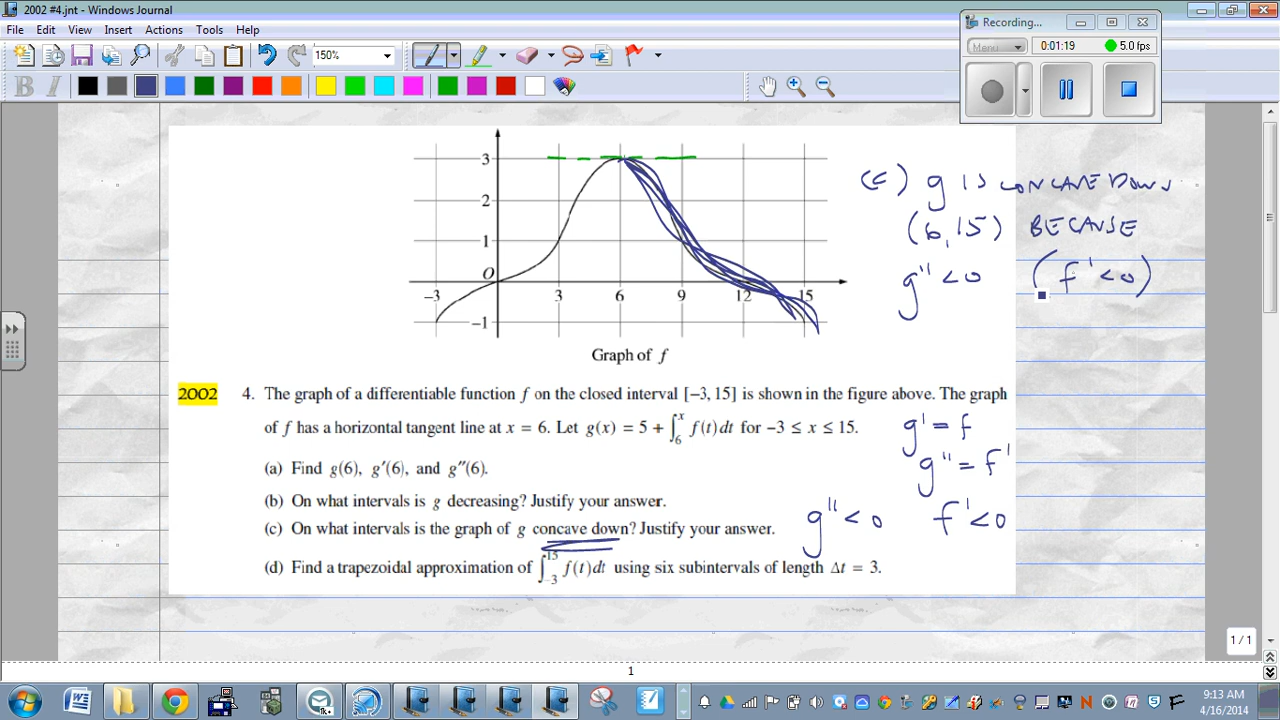 2002 #4.jnt - Windows Journal
File Edit View Insert Actions Tools Help
Recording...
Menu
0:01:19
5.0 fps
150%
B I
3
2
1
O
-3 3 6 9 12 15
-1
Graph of f
(c) g is concave down
(6,15) because
g'' < 0 (f' < 0)
2002 4. The graph of a differentiable function f on the closed interval [−3, 15] is shown in the figure above. The graph
of f has a horizontal tangent line at x = 6. Let g(x) = 5 + ∫_6^x f(t) dt for −3 ≤ x ≤ 15.
g' = f
g'' = f'
(a) Find g(6), g′(6), and g″(6).
(b) On what intervals is g decreasing? Justify your answer.
(c) On what intervals is the graph of g concave down? Justify your answer.
g'' < 0 f' < 0
(d) Find a trapezoidal approximation of ∫_−3^15 f(t) dt using six subintervals of length Δt = 3.
1 / 1
1
9:13 AM
4/16/2014